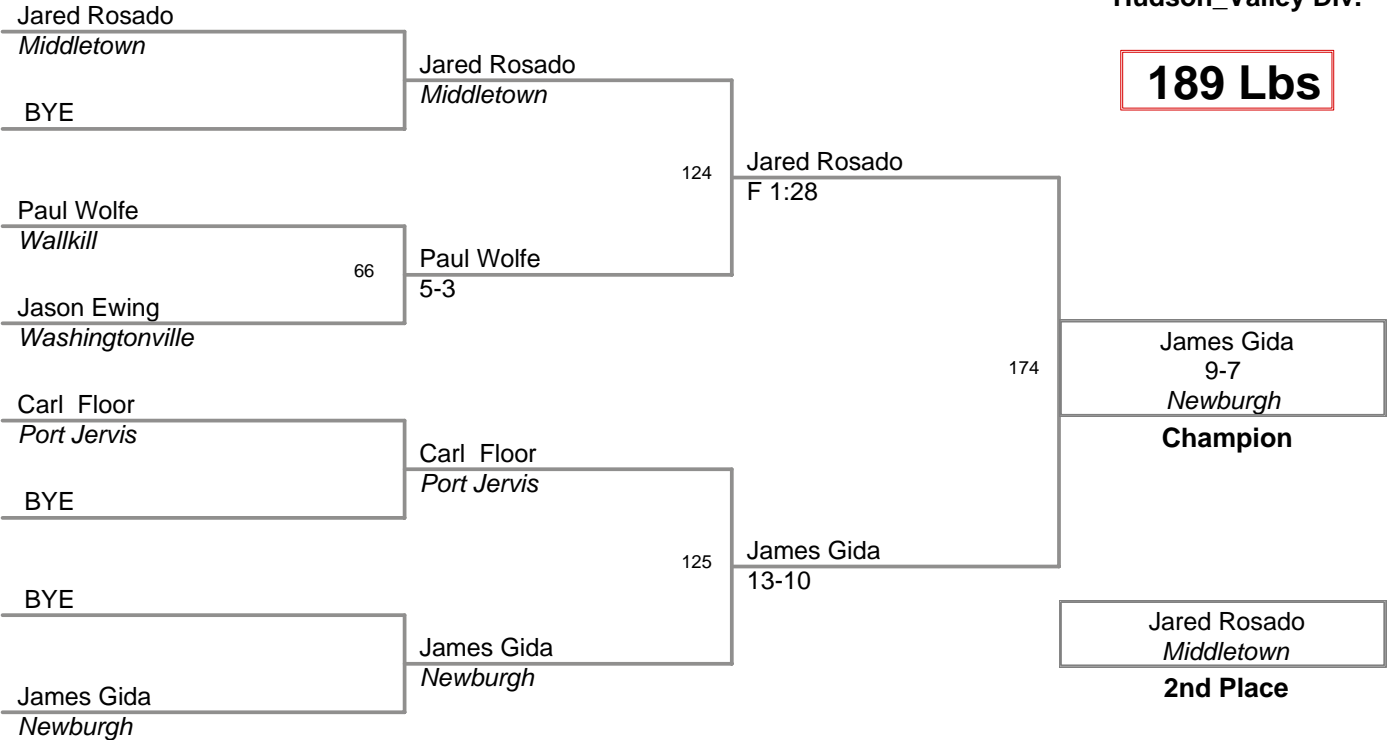 Hudson_Valley Div.
189 Lbs
Jared Rosado
Middletown
BYE
Paul Wolfe
Wallkill
66
Jason Ewing
Washingtonville
Carl  Floor
Port Jervis
BYE
BYE
James Gida
Newburgh
Jared Rosado
Middletown
124
Paul Wolfe
5-3
Carl  Floor
Port Jervis
125
James Gida
Newburgh
Jared Rosado
F 1:28
174
James Gida
13-10
James Gida
9-7
Newburgh
Champion
Jared Rosado
Middletown
2nd Place